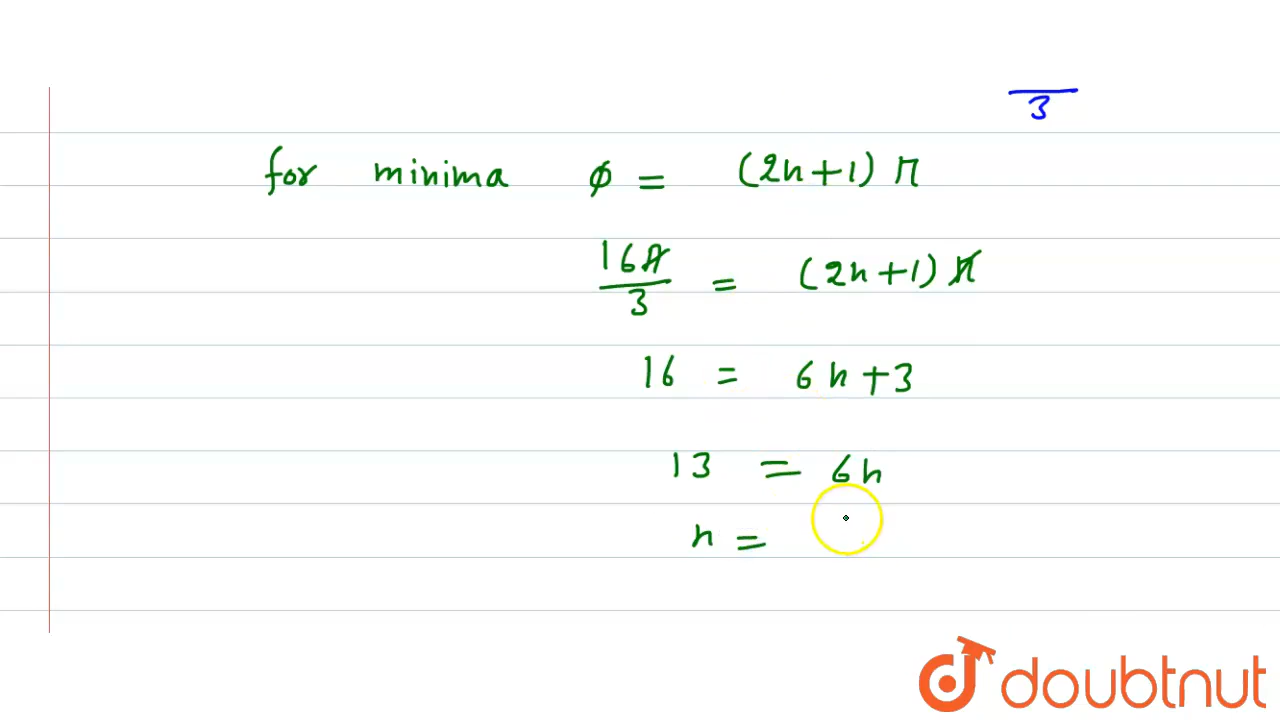 3
for minima φ = (2n+1) π
16π/3 = (2n+1) π
16 = 6n+3
13 = 6n
n =
doubtnut